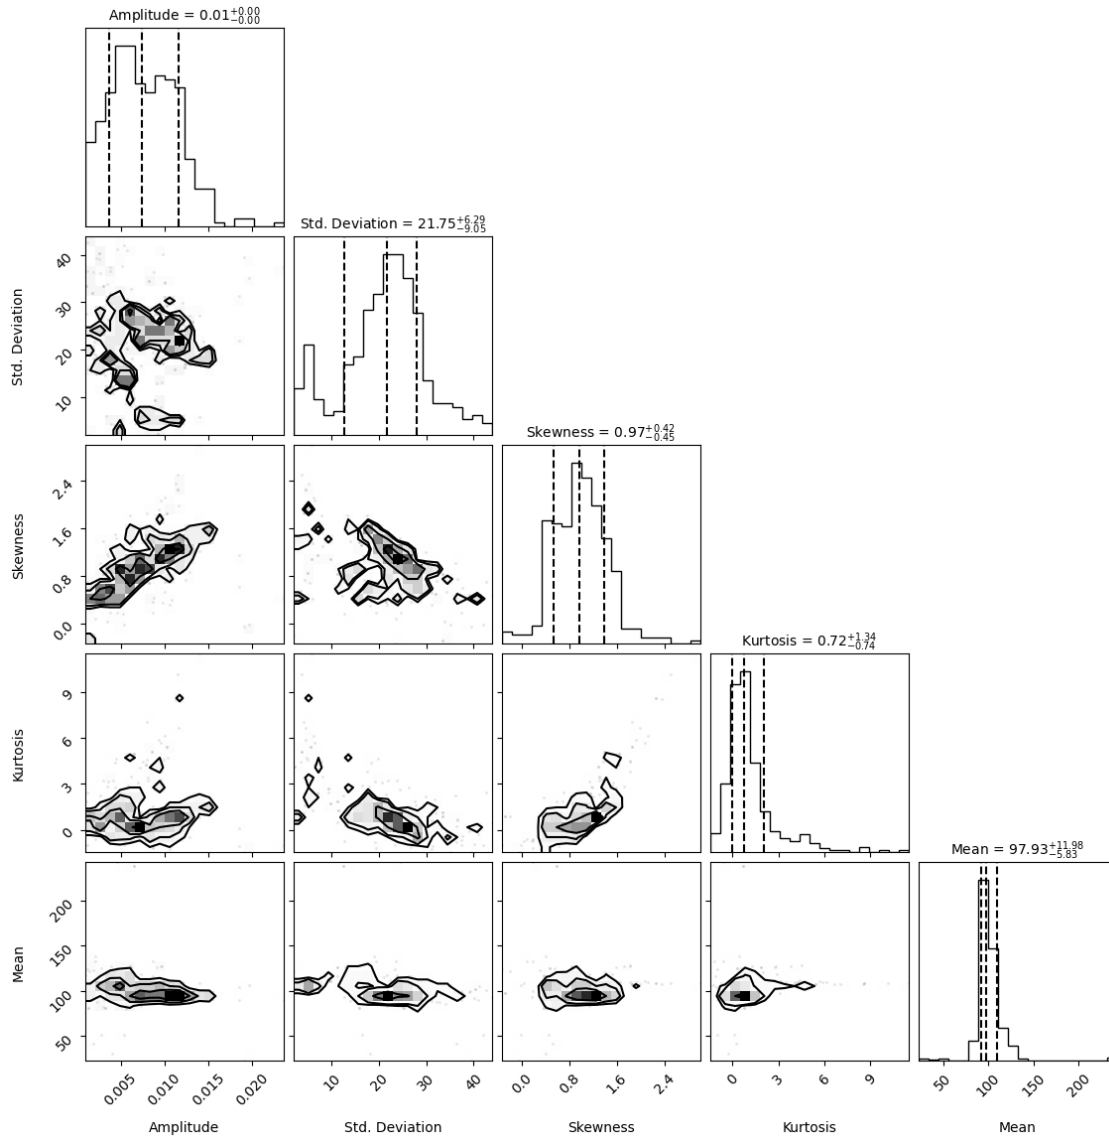 Amplitude = 0.01+0.00−0.00
Std. Deviation = 21.75+6.29−9.05
40
30
20
10
Std. Deviation
Skewness = 0.97+0.42−0.45
2.4
1.6
0.8
0.0
Skewness
Kurtosis = 0.72+1.34−0.74
9
6
3
0
Kurtosis
Mean = 97.93+11.98−5.83
200
150
100
50
Mean
0.005 0.010 0.015 0.020 10 20 30 40 0.0 0.8 1.6 2.4 0 3 6 9 50 100 150 200
Amplitude Std. Deviation Skewness Kurtosis Mean